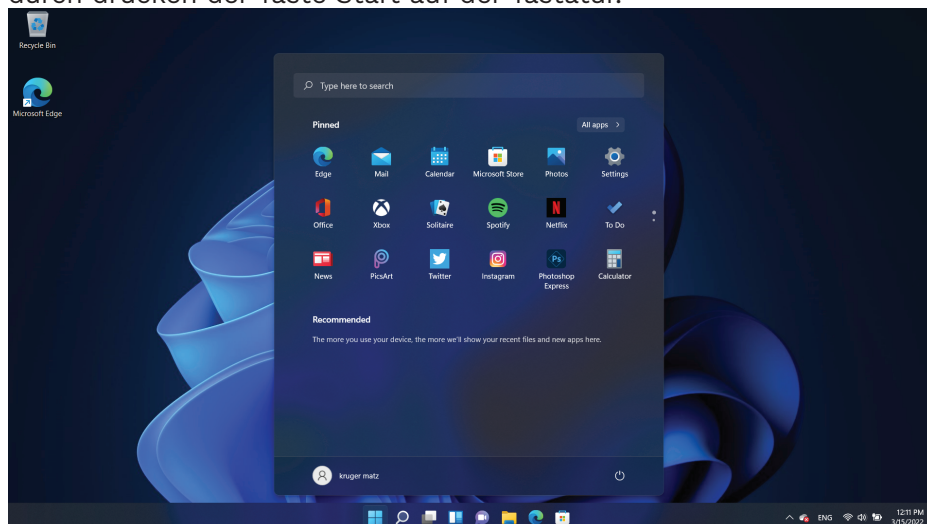 durch drücken der Taste Start auf der Tastatur.
Recycle Bin
Microsoft Edge
Type here to search
Pinned
All apps >
Edge
Mail
Calendar
Microsoft Store
Photos
Settings
Office
Xbox
Solitaire
Spotify
Netflix
To Do
News
PicsArt
Twitter
Instagram
Photoshop
Express
Calculator
Recommended
The more you use your device, the more we'll show your recent files and new apps here.
kruger matz
ENG
12:11 PM
3/15/2022